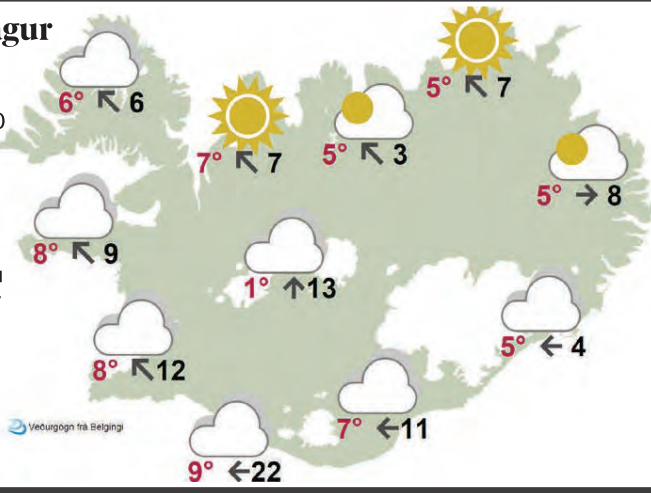 gur
5° ↖ 7
6° ↖ 6
7° ↖ 7
5° ↖ 3
5° → 8
8° ↖ 9
1° ↑ 13
5° ← 4
8° ↖ 12
7° ← 11
Veðurgögn frá Belgingi
9° ← 22